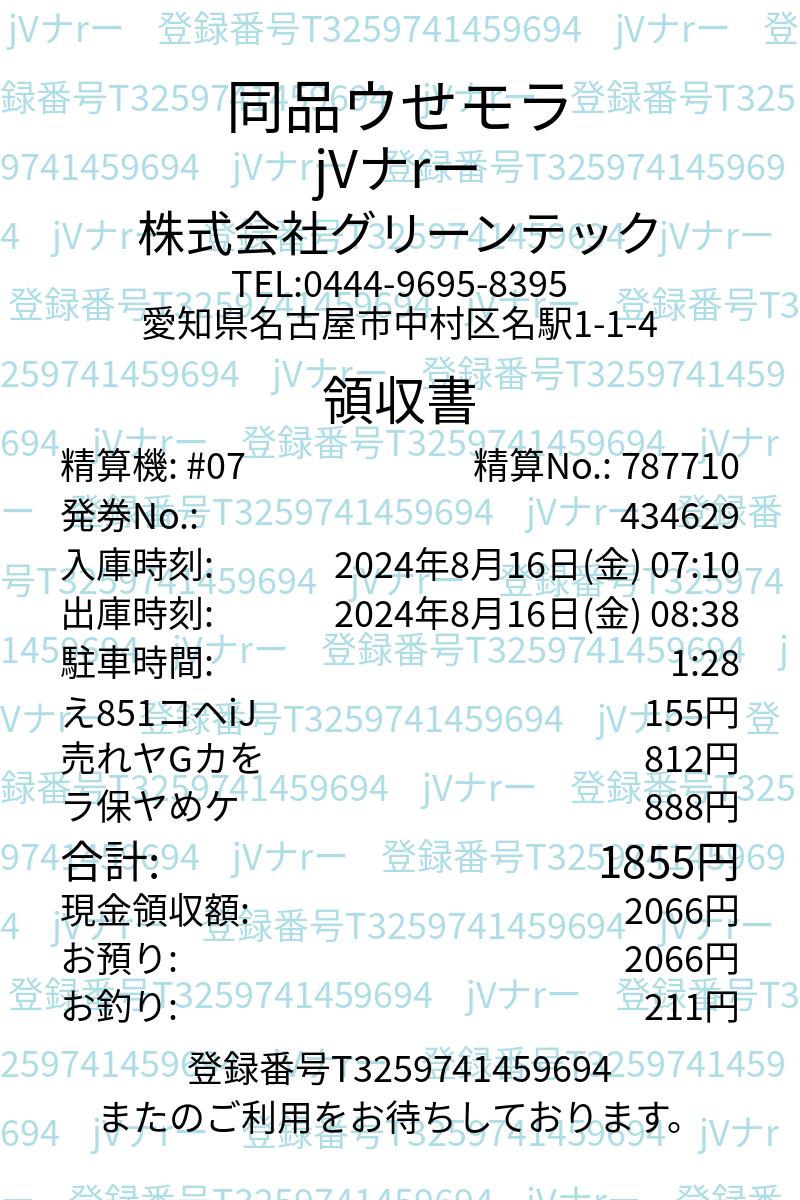 同品ウせモラ
jVナrー
株式会社グリーンテック
TEL:0444-9695-8395
愛知県名古屋市中村区名駅1-1-4
領収書
精算機: #07 精算No.: 787710
発券No.: 434629
入庫時刻: 2024年8月16日(金) 07:10
出庫時刻: 2024年8月16日(金) 08:38
駐車時間: 1:28
え851コヘiJ 155円
売れヤGカを 812円
ラ保ヤめケ 888円
合計: 1855円
現金領収額: 2066円
お預り: 2066円
お釣り: 211円
登録番号T3259741459694
またのご利用をお待ちしております。